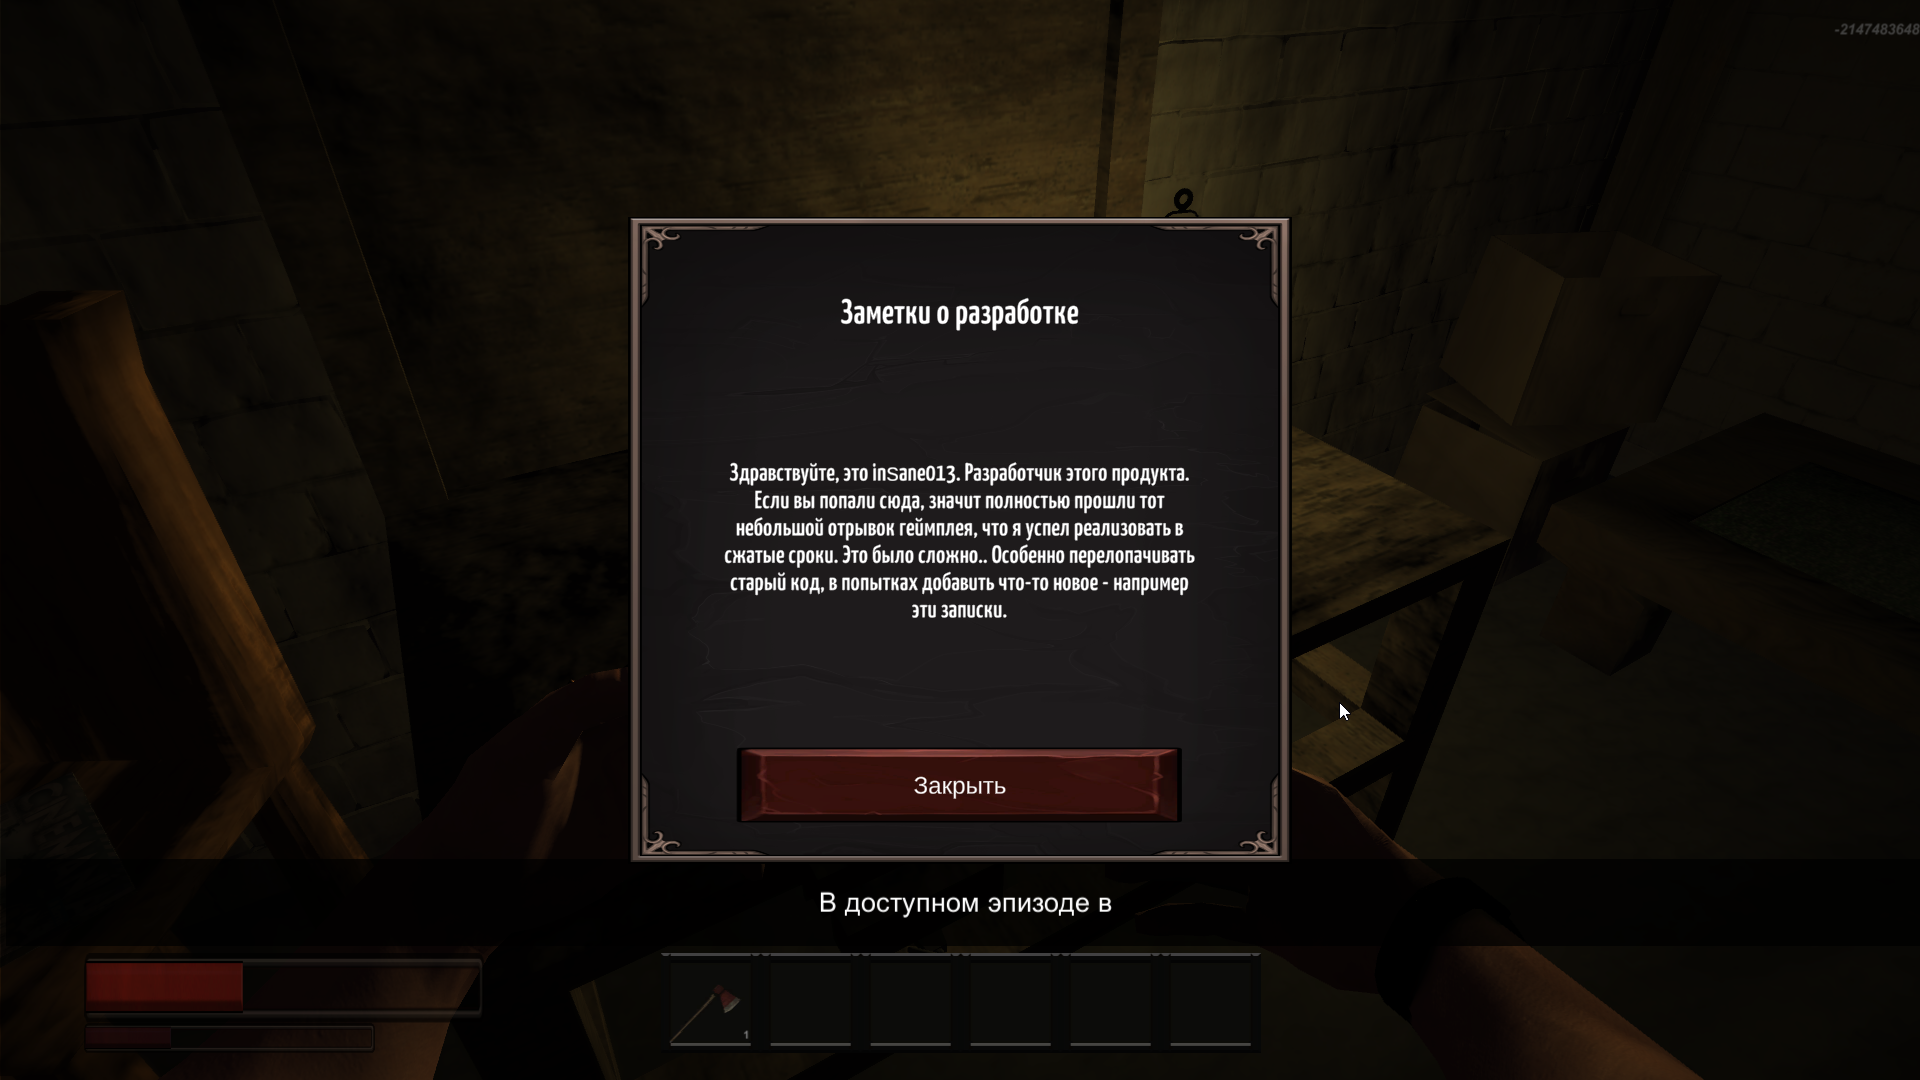 -2147483648
Заметки о разработке
Здравствуйте, это inSane013. Разработчик этого продукта.
Если вы попали сюда, значит полностью прошли тот
небольшой отрывок геймплея, что я успел реализовать в
сжатые сроки. Это было сложно.. Особенно перелопачивать
старый код, в попытках добавить что-то новое - например
эти записки.
Закрыть
В доступном эпизоде в
1